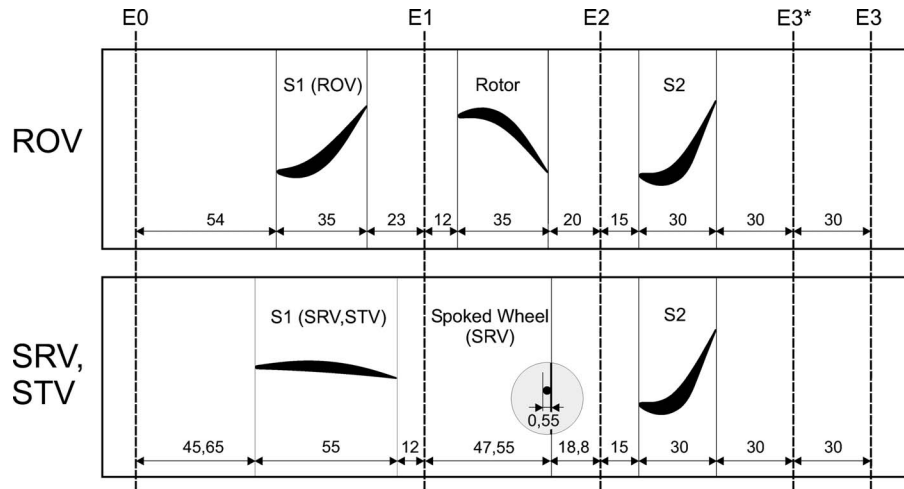 E0 E1 E2 E3* E3
ROV
S1 (ROV) Rotor S2
54 35 23 12 35 20 15 30 30 30
SRV,
STV
S1 (SRV,STV) Spoked Wheel
(SRV) S2
0,55
45,65 55 12 47,55 18,8 15 30 30 30